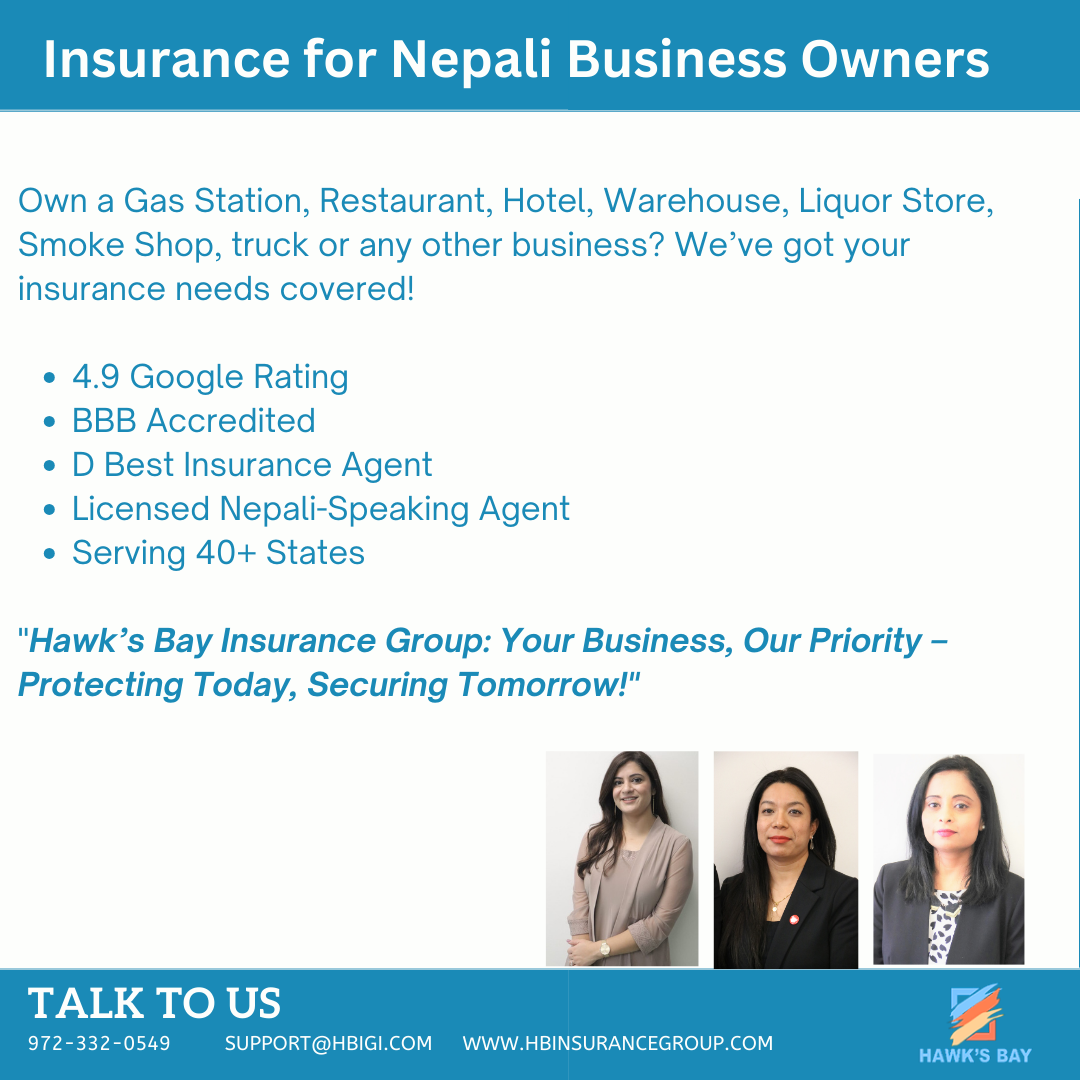 Insurance for Nepali Business Owners
Own a Gas Station, Restaurant, Hotel, Warehouse, Liquor Store,
Smoke Shop, truck or any other business? We’ve got your
insurance needs covered!
• 4.9 Google Rating
• BBB Accredited
• D Best Insurance Agent
• Licensed Nepali-Speaking Agent
• Serving 40+ States
"Hawk’s Bay Insurance Group: Your Business, Our Priority –
Protecting Today, Securing Tomorrow!"
TALK TO US
972-332-0549 SUPPORT@HBIGI.COM WWW.HBINSURANCEGROUP.COM
HAWK'S BAY